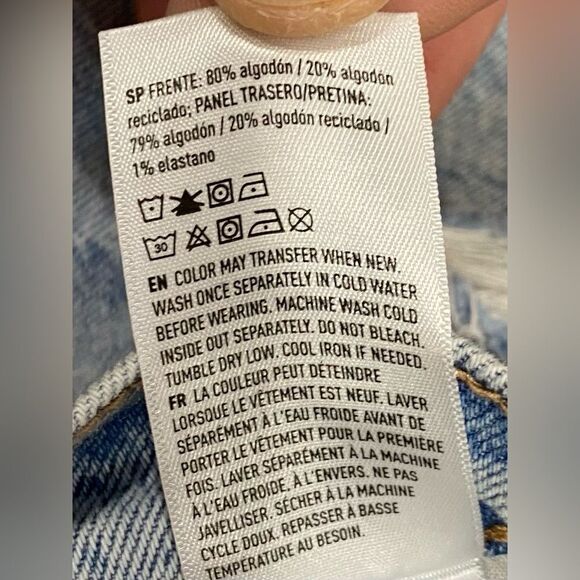 SP FRENTE: 80% algodón / 20% algodón
reciclado; PANEL TRASERO/PRETINA:
79% algodón / 20% algodón reciclado /
1% elastano
30
EN COLOR MAY TRANSFER WHEN NEW.
WASH ONCE SEPARATELY IN COLD WATER
BEFORE WEARING. MACHINE WASH COLD
INSIDE OUT SEPARATELY. DO NOT BLEACH.
TUMBLE DRY LOW. COOL IRON IF NEEDED.
FR LA COULEUR PEUT DÉTEINDRE
LORSQUE LE VÊTEMENT EST NEUF. LAVER
SÉPARÉMENT À L'EAU FROIDE AVANT DE
PORTER LE VÊTEMENT POUR LA PREMIÈRE
FOIS. LAVER SÉPARÉMENT À LA MACHINE
À L'EAU FROIDE, À L'ENVERS. NE PAS
JAVELLISER. SÉCHER À LA MACHINE
CYCLE DOUX. REPASSER À BASSE
TEMPÉRATURE AU BESOIN.